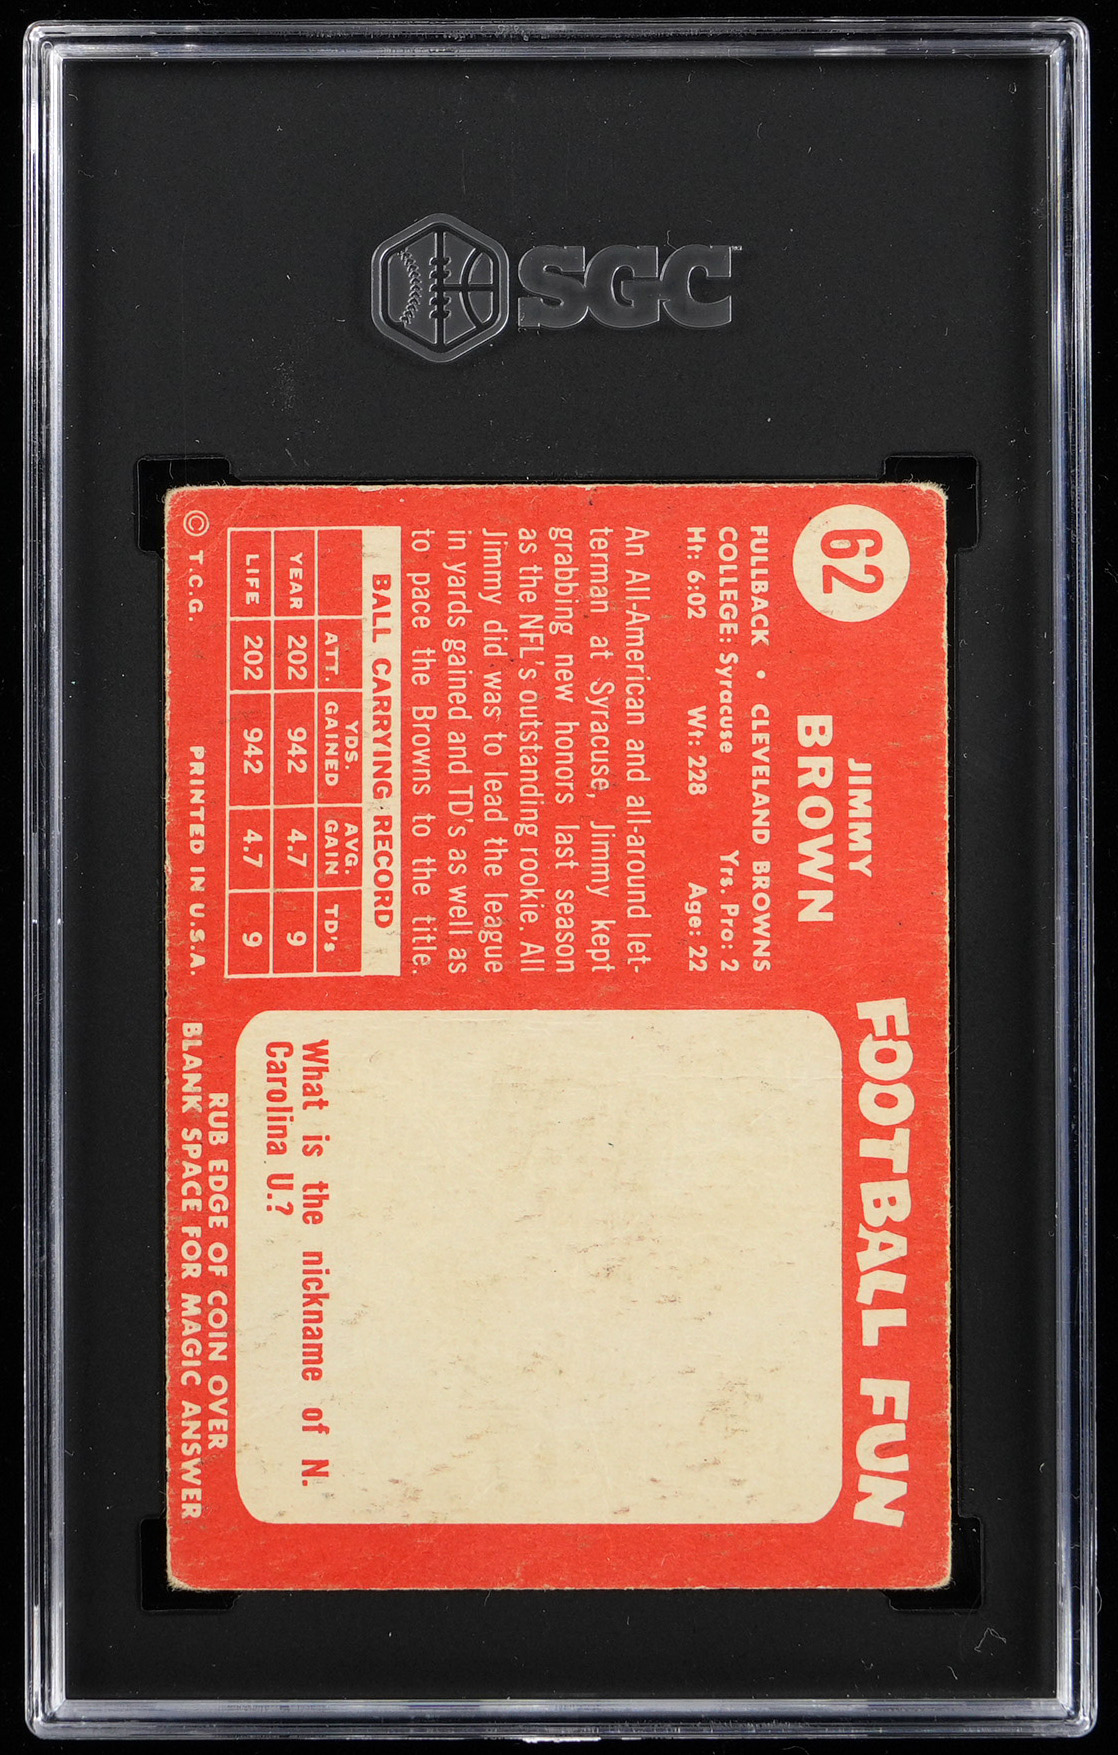 SGC
62
JIMMY
BROWN
FULLBACK • CLEVELAND BROWNS
COLLEGE: Syracuse Yrs. Pro: 2
Ht: 6:02 Wt: 228 Age: 22
An All-American and all-around let-
terman at Syracuse, Jimmy kept
grabbing new honors last season
as the NFL's outstanding rookie. All
Jimmy did was to lead the league
in yards gained and TD's as well as
to pace the Browns to the title.
BALL CARRYING RECORD
ATT. YDS. GAINED AVG. GAIN TD's
YEAR 202 942 4.7 9
LIFE 202 942 4.7 9
© T.C.G. PRINTED IN U.S.A.
FOOTBALL FUN
What is the nickname of N.
Carolina U.?
RUB EDGE OF COIN OVER
BLANK SPACE FOR MAGIC ANSWER